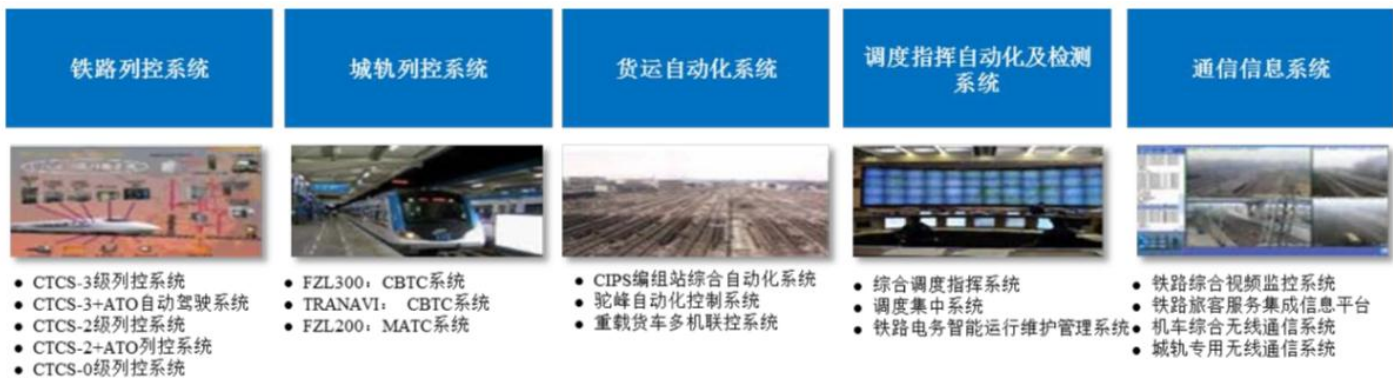 铁路列控系统
城轨列控系统
货运自动化系统
调度指挥自动化及检测
系统
通信信息系统
● CTCS-3级列控系统
● CTCS-3+ATO自动驾驶系统
● CTCS-2级列控系统
● CTCS-2+ATO列控系统
● CTCS-0级列控系统
● FZL300：CBTC系统
● TRANAVI： CBTC系统
● FZL200：MATC系统
● CIPS编组站综合自动化系统
● 驼峰自动化控制系统
● 重载货车多机联控系统
● 综合调度指挥系统
● 调度集中系统
● 铁路电务智能运行维护管理系统
● 铁路综合视频监控系统
● 铁路旅客服务集成信息平台
● 机车综合无线通信系统
● 城轨专用无线通信系统